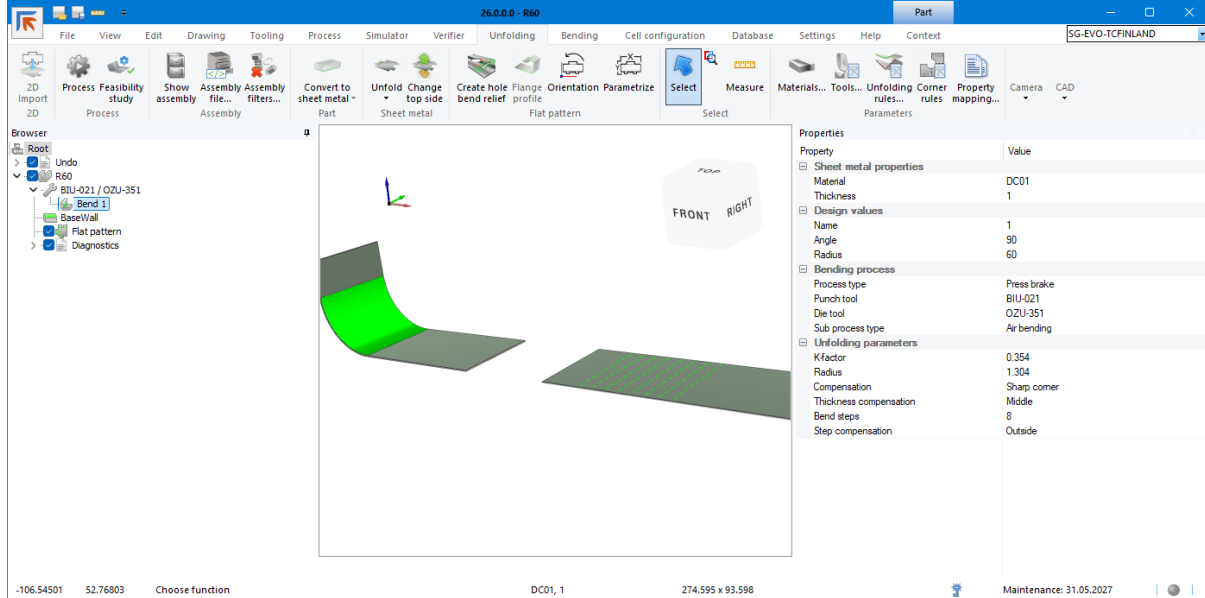 26.0.0.0 - R60
Part
File View Edit Drawing Tooling Process Simulator Verifier Unfolding Bending Cell configuration Database Settings Help Context
SG-EVO-TCFINLAND
2D Import
Process
Feasibility study
Show assembly
Assembly file...
Assembly filters...
Convert to sheet metal
Unfold
Change top side
Create hole bend relief
Flange profile
Orientation
Parametrize
Select
Measure
Materials...
Tools...
Unfolding rules...
Corner rules
Property mapping...
Camera
CAD
2D Process Assembly Part Sheet metal Flat pattern Select Parameters
Browser
Root
Undo
R60
BIU-021 / OZU-351
Bend 1
BaseWall
Flat pattern
Diagnostics
TOP
FRONT
RIGHT
Properties
Property Value
Sheet metal properties
Material DC01
Thickness 1
Design values
Name 1
Angle 90
Radius 60
Bending process
Process type Press brake
Punch tool BIU-021
Die tool OZU-351
Sub process type Air bending
Unfolding parameters
K-factor 0.354
Radius 1.304
Compensation Sharp corner
Thickness compensation Middle
Bend steps 8
Step compensation Outside
-106.54501 52.76803 Choose function DC01, 1 274.595 x 93.598 Maintenance: 31.05.2027